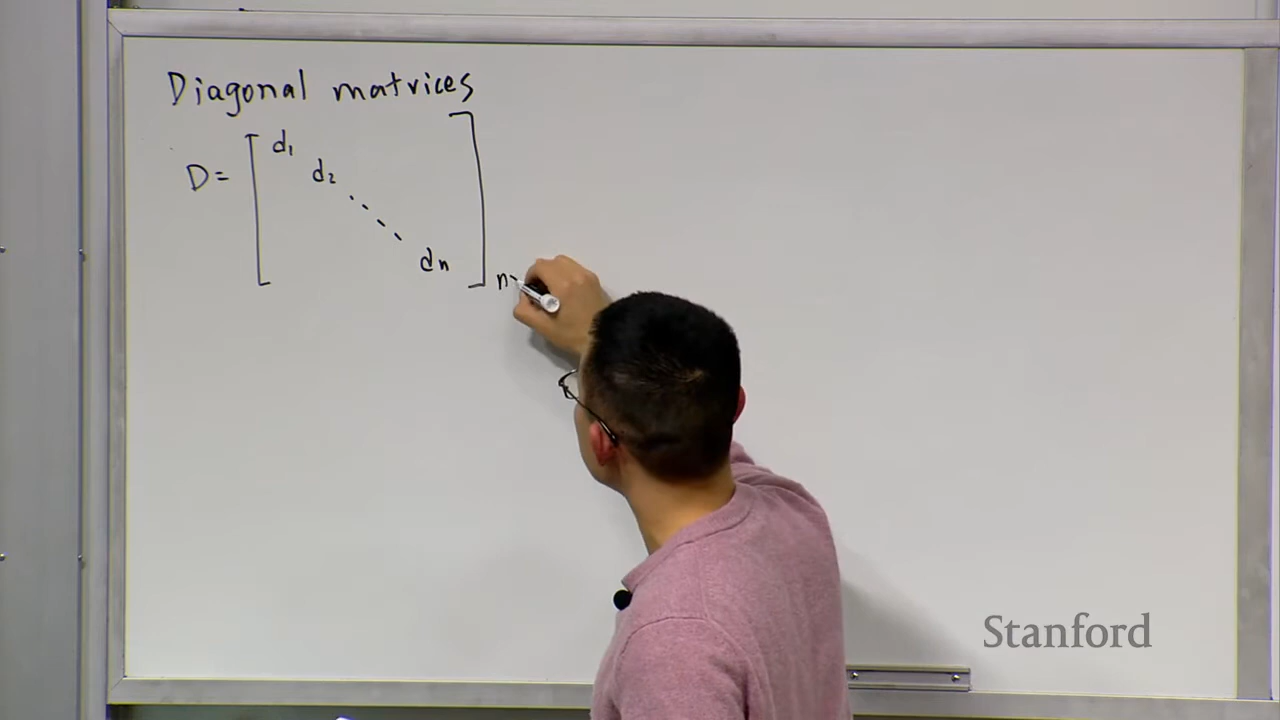 Diagonal matrices
D = [ d₁
d₂
dₙ ] n
Stanford